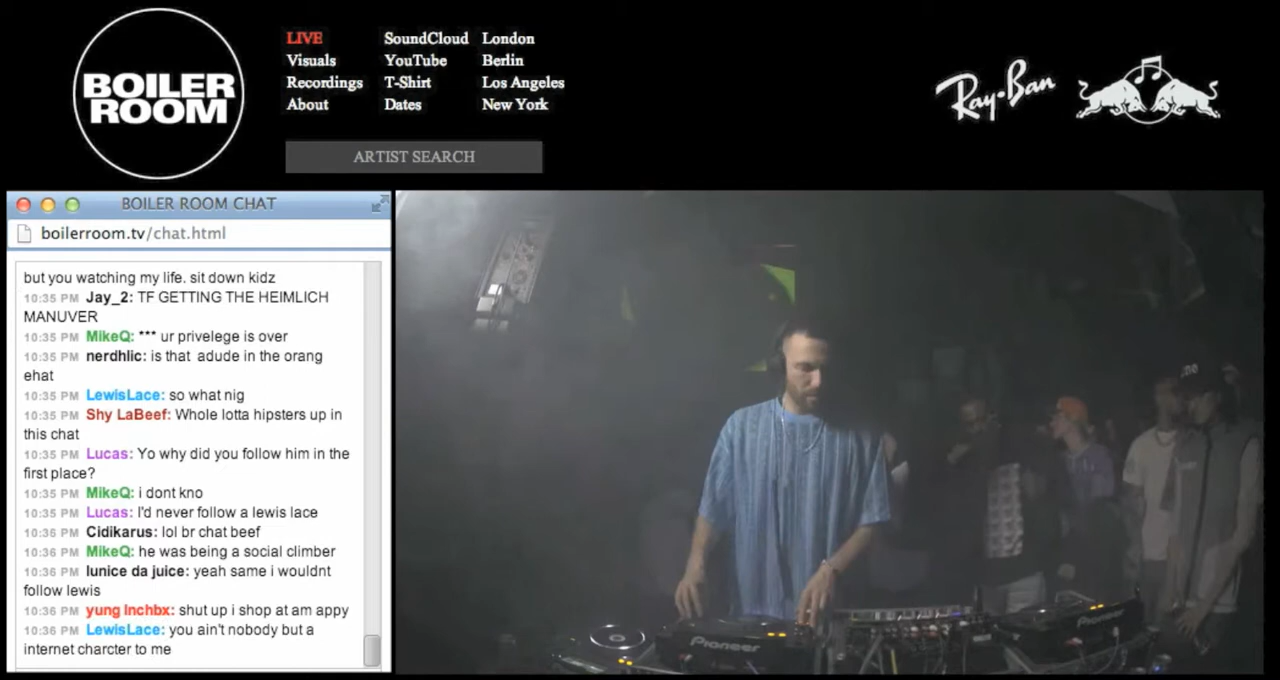 BOILER
ROOM
LIVE
Visuals
Recordings
About
SoundCloud
YouTube
T-Shirt
Dates
London
Berlin
Los Angeles
New York
ARTIST SEARCH
Ray-Ban
BOILER ROOM CHAT
boilerroom.tv/chat.html
but you watching my life. sit down kidz
10:35 PM Jay_2: TF GETTING THE HEIMLICH
MANUVER
10:35 PM MikeQ: *** ur privelege is over
10:35 PM nerdhlic: is that adude in the orang
ehat
10:35 PM LewisLace: so what nig
10:35 PM Shy LaBeef: Whole lotta hipsters up in
this chat
10:35 PM Lucas: Yo why did you follow him in the
first place?
10:35 PM MikeQ: i dont kno
10:35 PM Lucas: I'd never follow a lewis lace
10:36 PM Cidikarus: lol br chat beef
10:36 PM MikeQ: he was being a social climber
10:36 PM lunice da juice: yeah same i wouldnt
follow lewis
10:36 PM yung lnchbx: shut up i shop at am appy
10:36 PM LewisLace: you ain't nobody but a
internet charcter to me
Pioneer